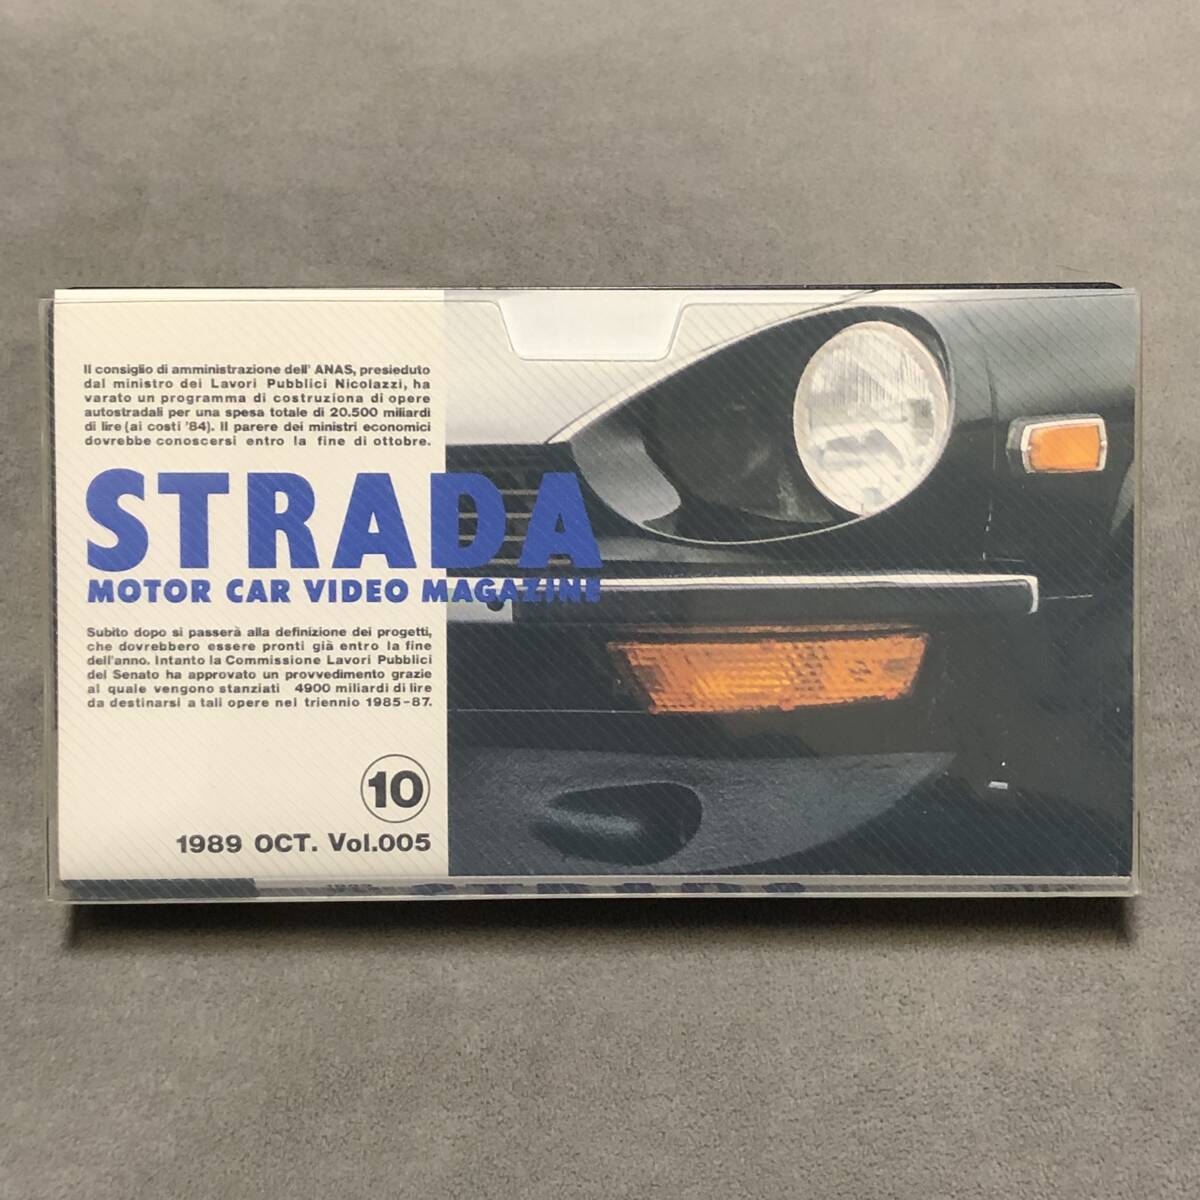 Il consiglio di amministrazione dell' ANAS, presieduto
dal ministro dei Lavori Pubblici Nicolazzi, ha
varato un programma di costruziona di opere
autostradali per una spesa totale di 20.500 miliardi
di lire (ai costi '84). Il parere dei ministri economici
dovrebbe conoscersi entro la fine di ottobre.
STRADA
MOTOR CAR VIDEO MAGAZINE
Subito dopo si passerà alla definizione dei progetti,
che dovrebbero essere pronti già entro la fine
dell'anno. Intanto la Commissione Lavori Pubblici
del Senato ha approvato un provvedimento grazie
al quale vengono stanziati 4900 miliardi di lire
da destinarsi a tali opere nel triennio 1985-87.
10
1989 OCT. Vol.005